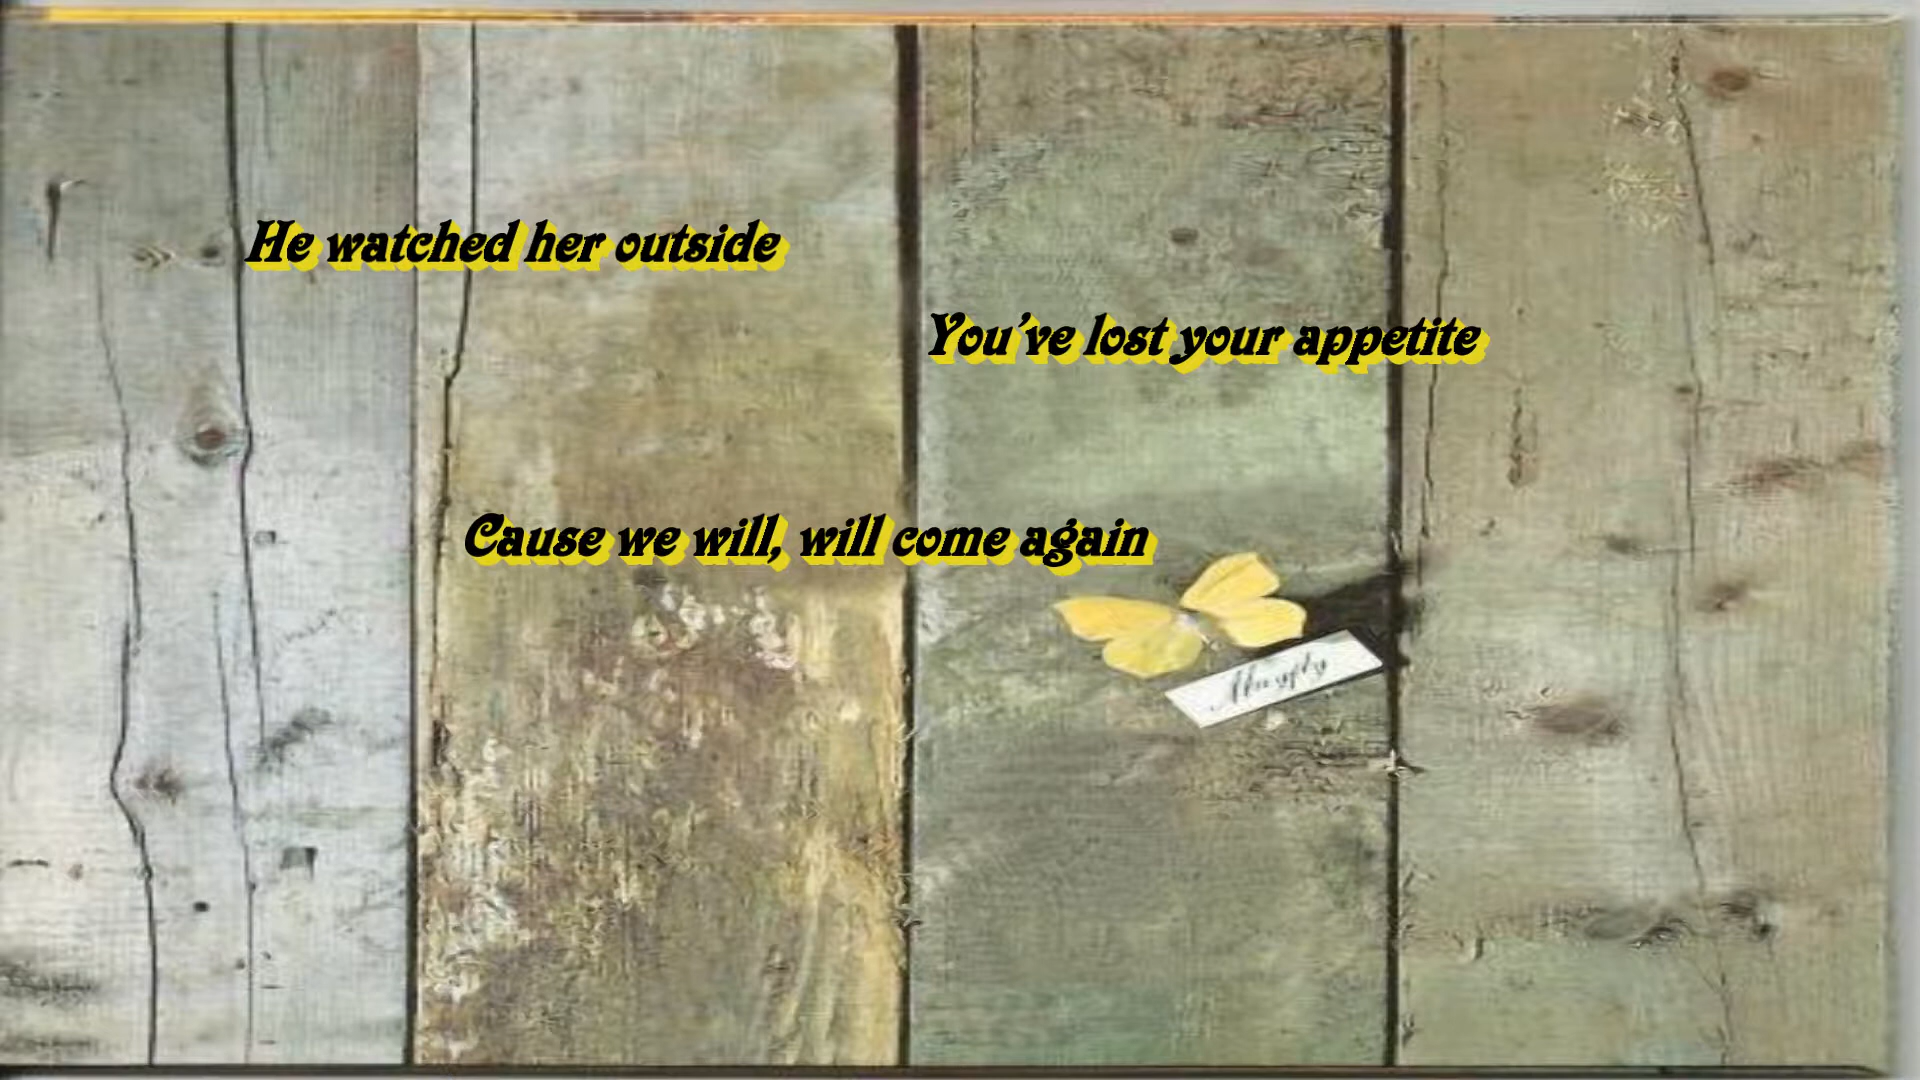 He watched her outside
You've lost your appetite
Cause we will, will come again